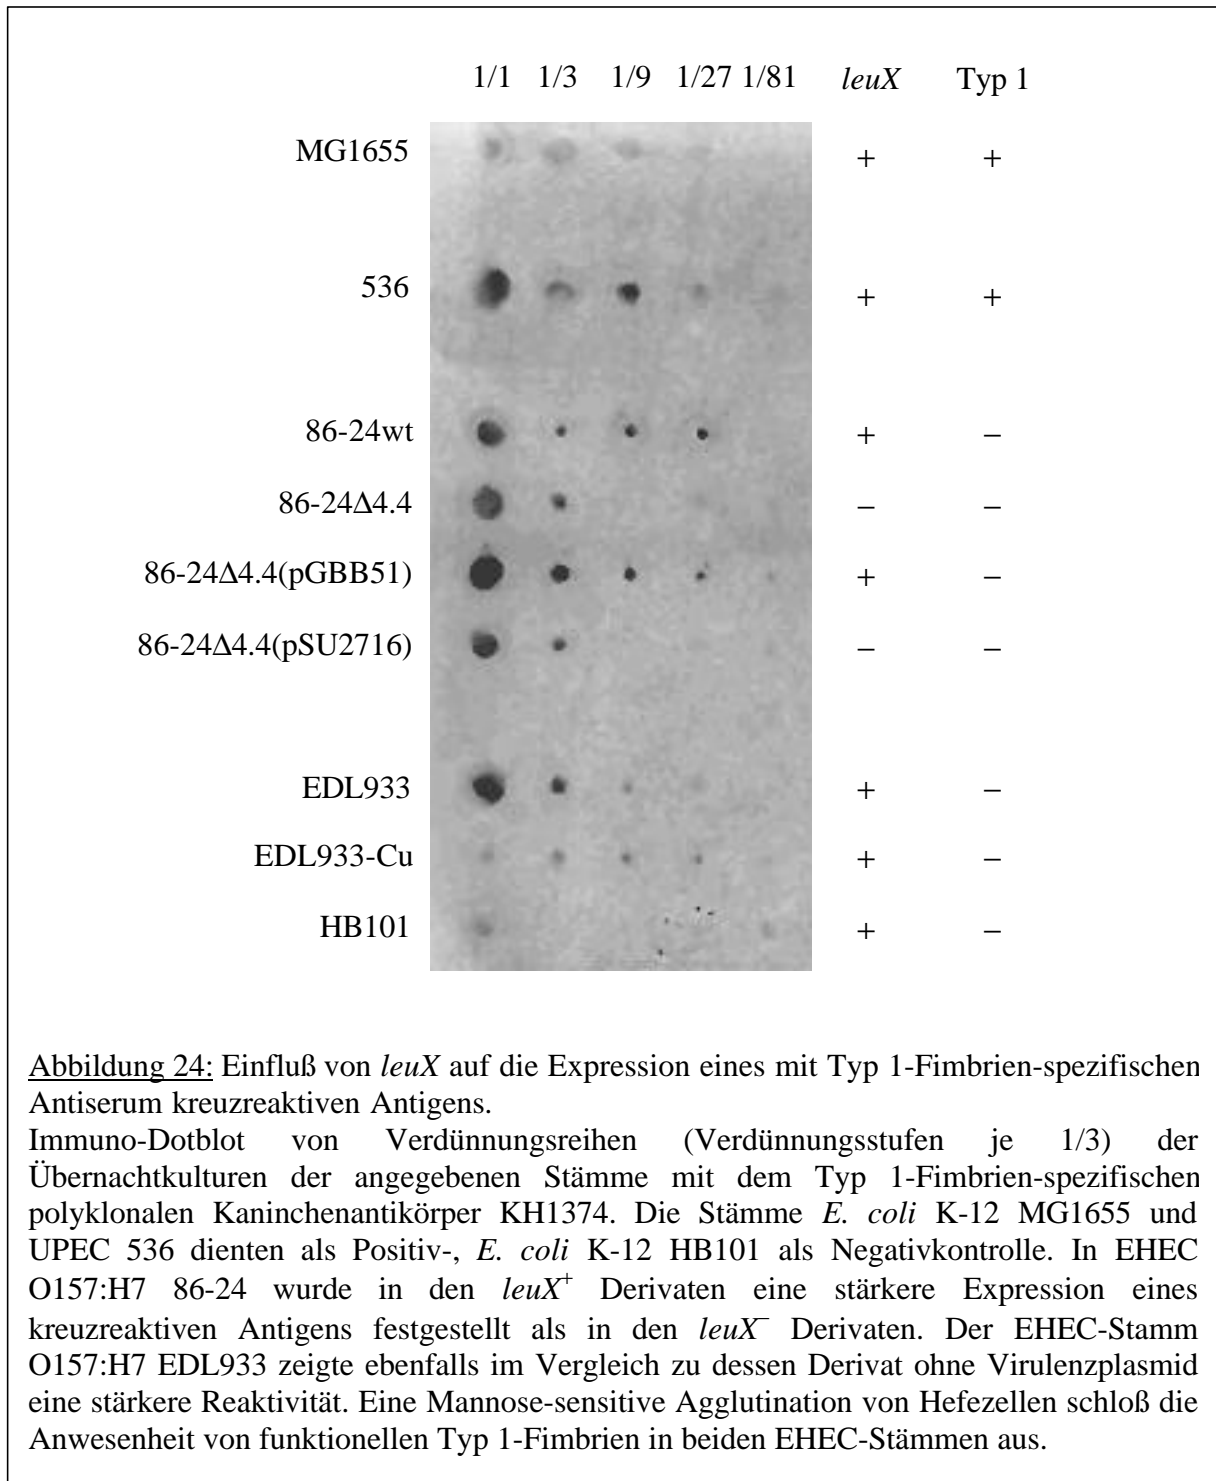 1/1 1/3 1/9 1/27 1/81 leuX Typ 1
MG1655 + +
536 + +
86-24wt + –
86-24Δ4.4 – –
86-24Δ4.4(pGBB51) + –
86-24Δ4.4(pSU2716) – –
EDL933 + –
EDL933-Cu + –
HB101 + –
Abbildung 24: Einfluß von leuX auf die Expression eines mit Typ 1-Fimbrien-spezifischen
Antiserum kreuzreaktiven Antigens.
Immuno-Dotblot von Verdünnungsreihen (Verdünnungsstufen je 1/3) der
Übernachtkulturen der angegebenen Stämme mit dem Typ 1-Fimbrien-spezifischen
polyklonalen Kaninchenantikörper KH1374. Die Stämme E. coli K-12 MG1655 und
UPEC 536 dienten als Positiv-, E. coli K-12 HB101 als Negativkontrolle. In EHEC
O157:H7 86-24 wurde in den leuX⁺ Derivaten eine stärkere Expression eines
kreuzreaktiven Antigens festgestellt als in den leuX⁻ Derivaten. Der EHEC-Stamm
O157:H7 EDL933 zeigte ebenfalls im Vergleich zu dessen Derivat ohne Virulenzplasmid
eine stärkere Reaktivität. Eine Mannose-sensitive Agglutination von Hefezellen schloß die
Anwesenheit von funktionellen Typ 1-Fimbrien in beiden EHEC-Stämmen aus.